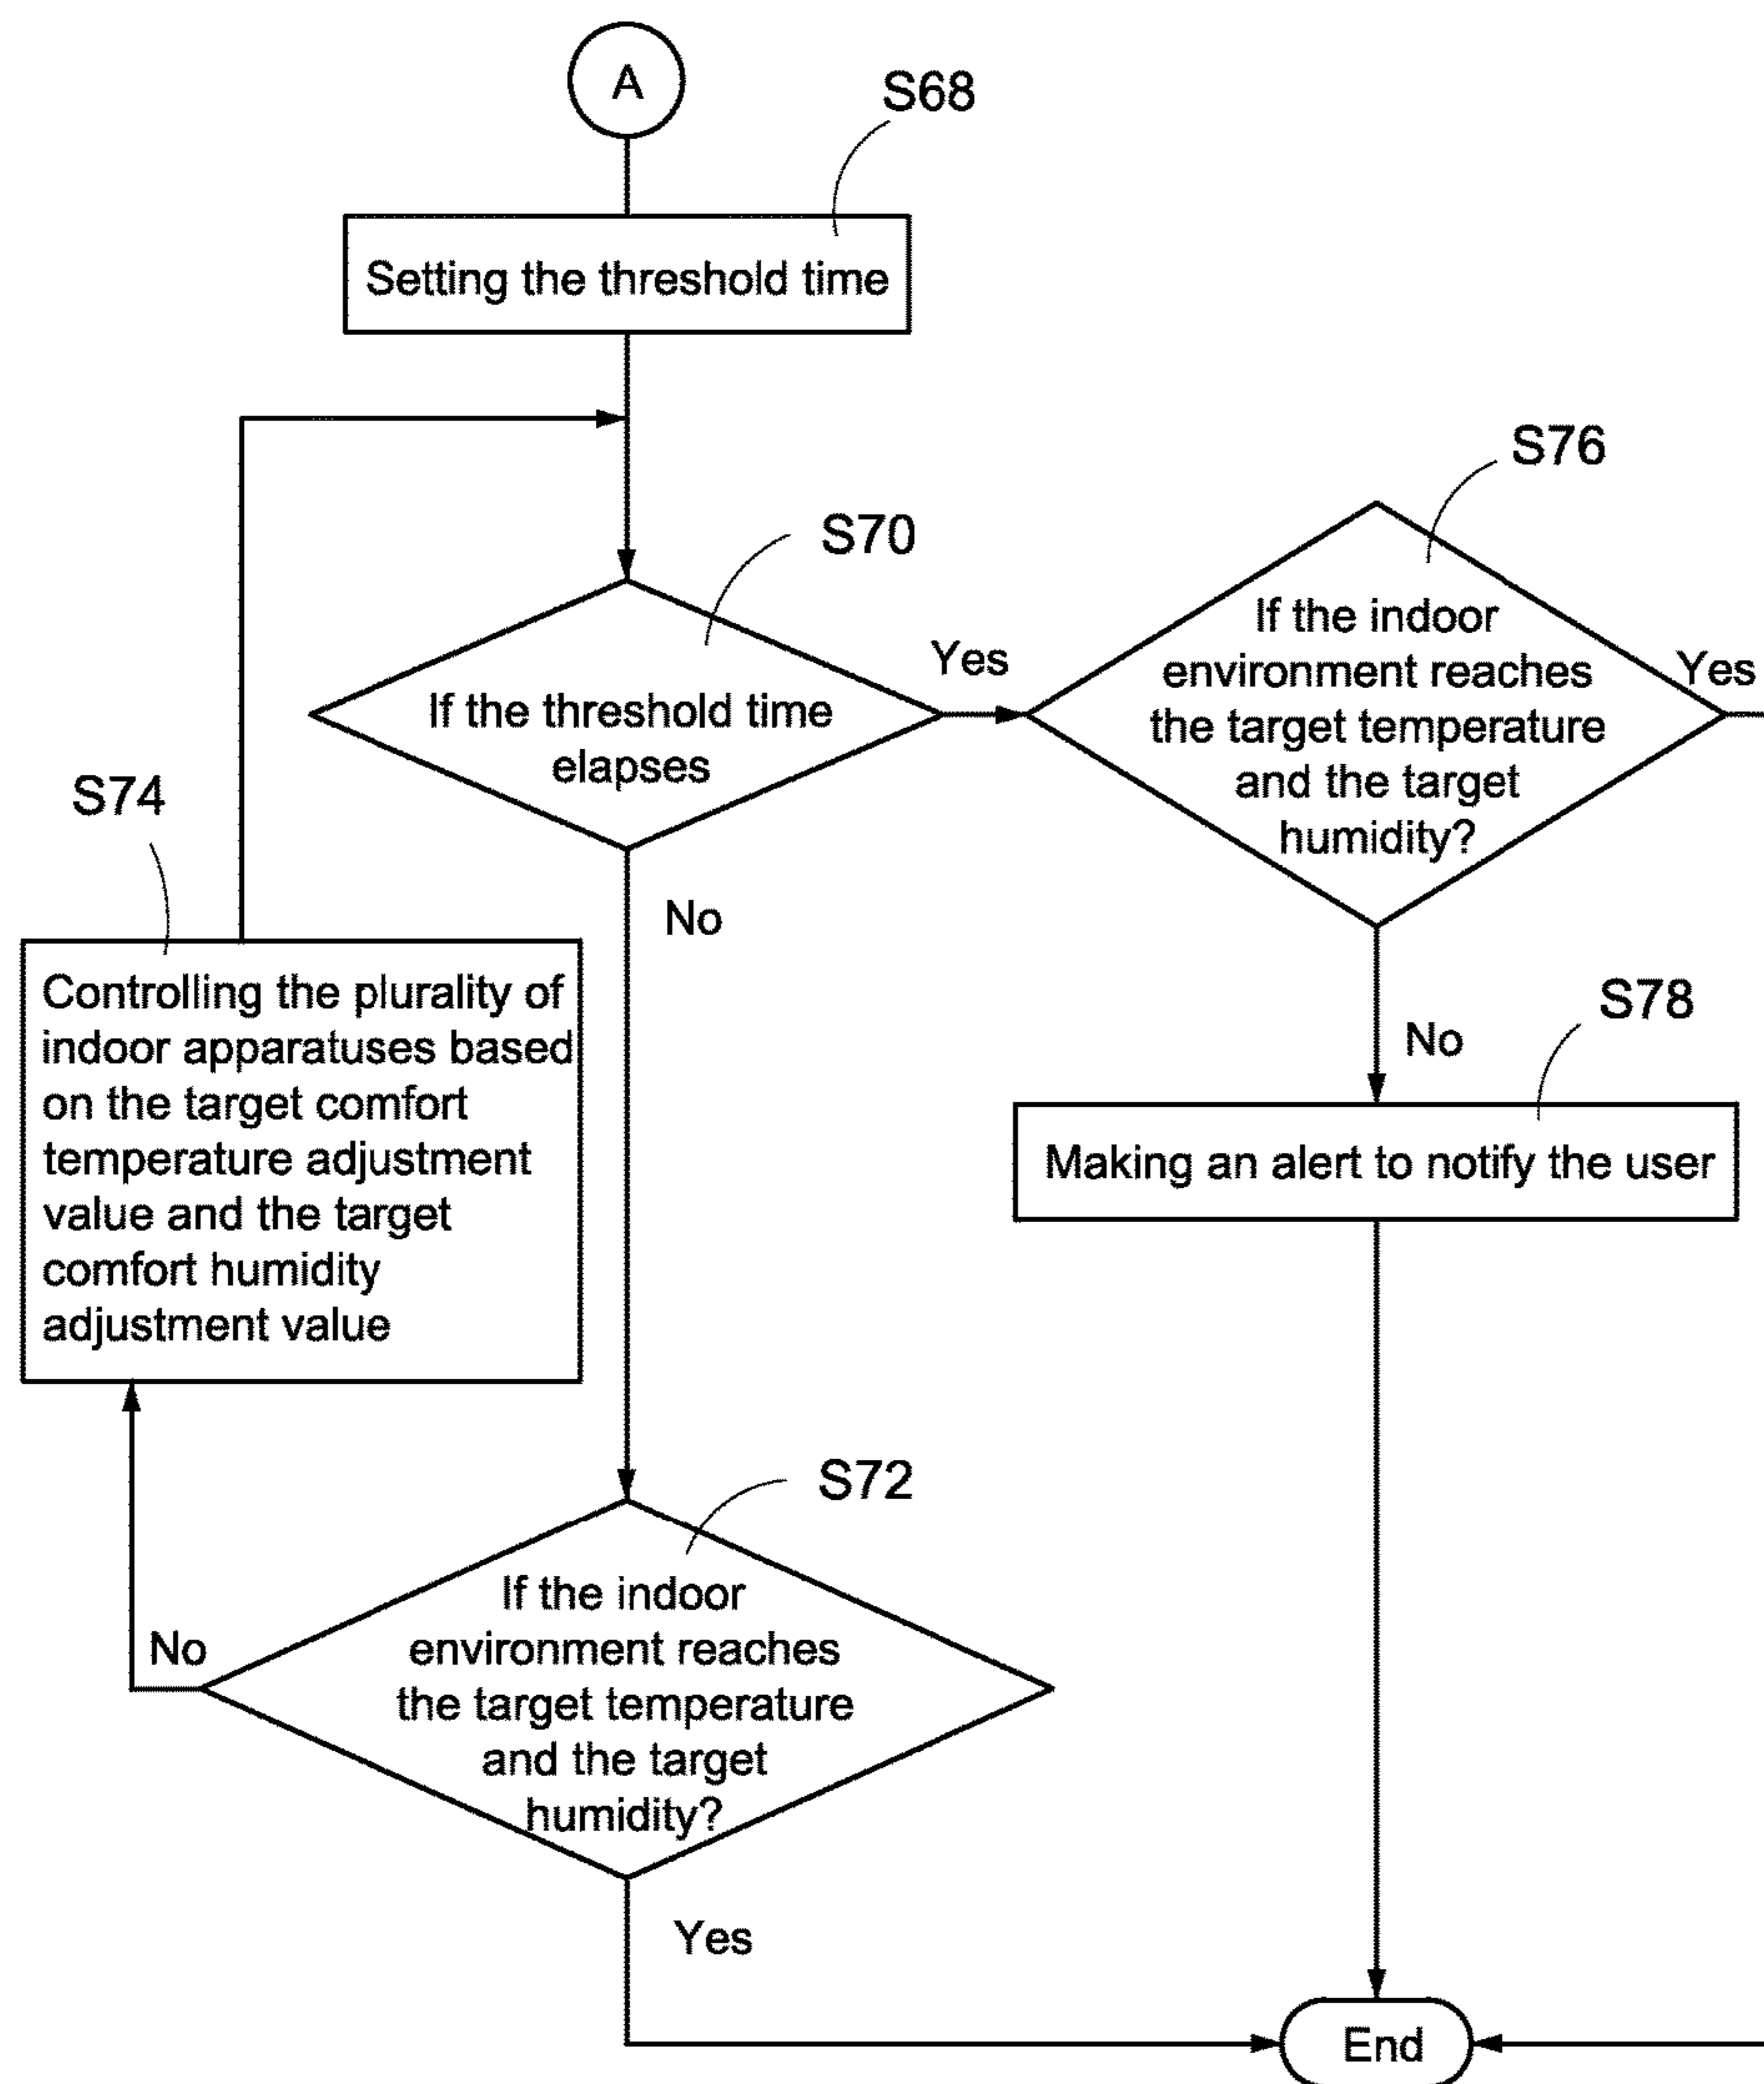 A
S68
Setting the threshold time
S76
S70
If the indoor
environment reaches
the target temperature
and the target
humidity?
Yes
Yes
If the threshold time
elapses
S74
No
Controlling the plurality of
indoor apparatuses based
on the target comfort
temperature adjustment
value and the target
comfort humidity
adjustment value
S78
No
Making an alert to notify the user
S72
If the indoor
environment reaches
the target temperature
and the target
humidity?
No
Yes
End